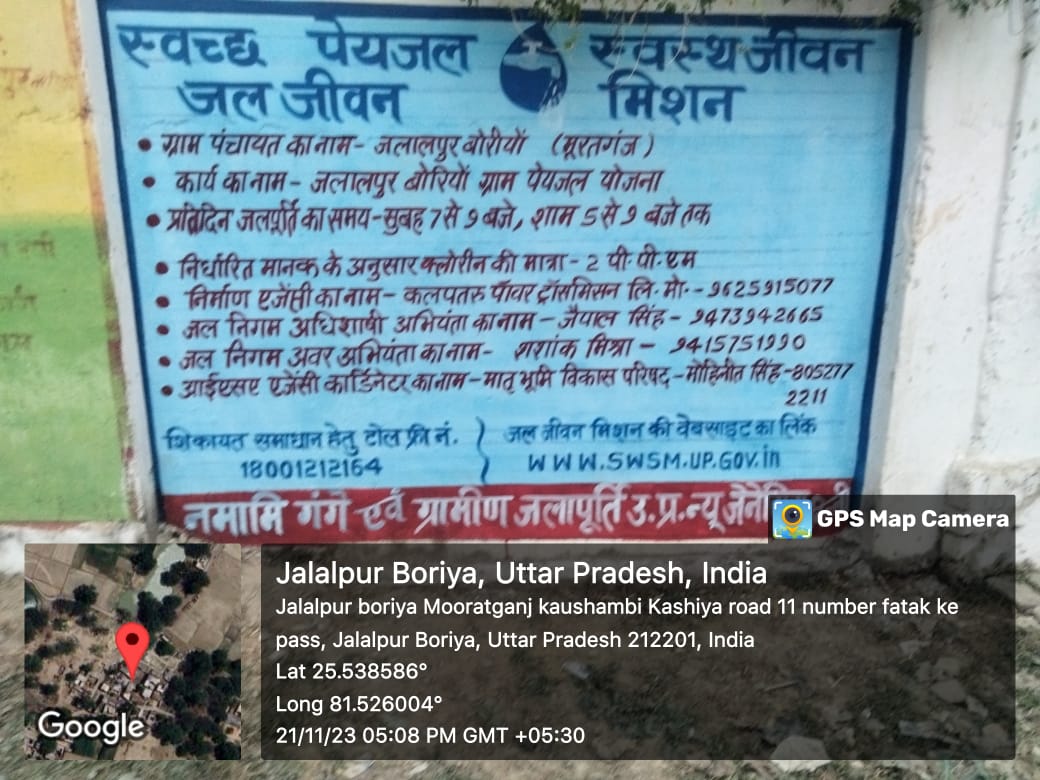 स्वच्छ पेयजल स्वस्थ जीवन
जल जीवन मिशन
• ग्राम पंचायत का नाम- जलालपुर बोरीयों (मूरतगंज)
• कार्य का नाम- जलालपुर बोरियों ग्राम पेयजल योजना
• प्रतिदिन जलपूर्ति का समय-सुबह 7 से 9 बजे, शाम 5 से 9 बजे तक
• निर्धारित मानक के अनुसार क्लोरीन की मात्रा - 2 पी.पी.एम
• निर्माण एजेंसी का नाम- कलपतरु पॉवर ट्रॉसमिसन लि. मो.- 9625915077
• जल निगम अधिशाषी अभियंता का नाम- जैपाल सिंह- 9473942665
• जल निगम अवर अभियंता का नाम- शशांक मिश्रा- 9415751990
• आईएसए एजेंसी कार्डिनेटर का नाम-मातृभूमि विकास परिषद-मोहिनीत सिंह-805277
2211
शिकायत समाधान हेतु टोल फ्री नं.
18001212164
जल जीवन मिशन की वेबसाइट का लिंक
WWW.SWSM.UP.GOV.in
नमामि गंगे एवं ग्रामीण जलापूर्ति उ.प्र.
GPS Map Camera
Jalalpur Boriya, Uttar Pradesh, India
Jalalpur boriya Mooratganj kaushambi Kashiya road 11 number fatak ke
pass, Jalalpur Boriya, Uttar Pradesh 212201, India
Lat 25.538586°
Long 81.526004°
21/11/23 05:08 PM GMT +05:30
Google